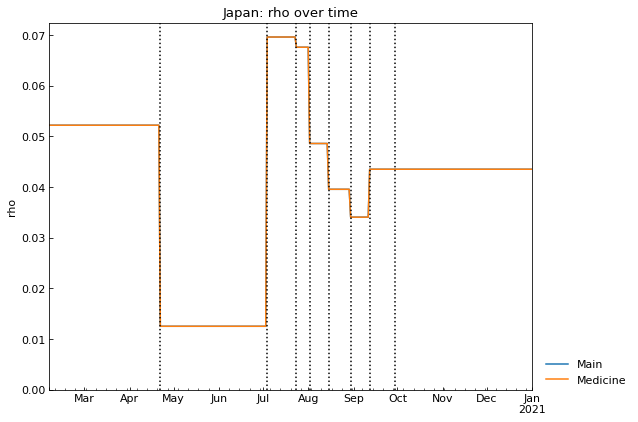 Japan: rho over time
0.07
0.06
0.05
0.04
0.03
0.02
0.01
0.00
rho
Mar Apr May Jun Jul Aug Sep Oct Nov Dec Jan
2021
Main
Medicine